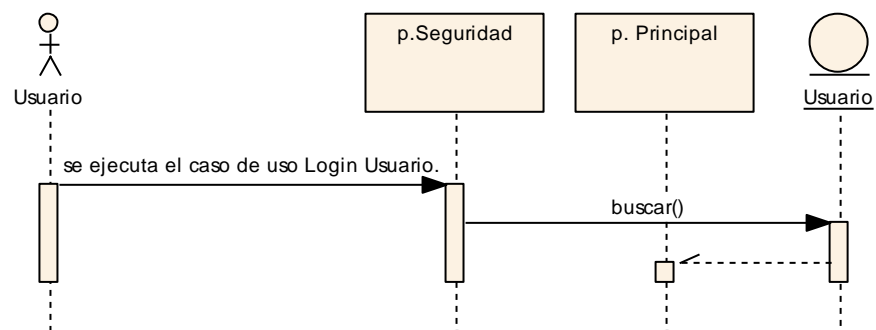 p.Seguridad
p. Principal
Usuario
Usuario
se ejecuta el caso de uso Login Usuario.
buscar()